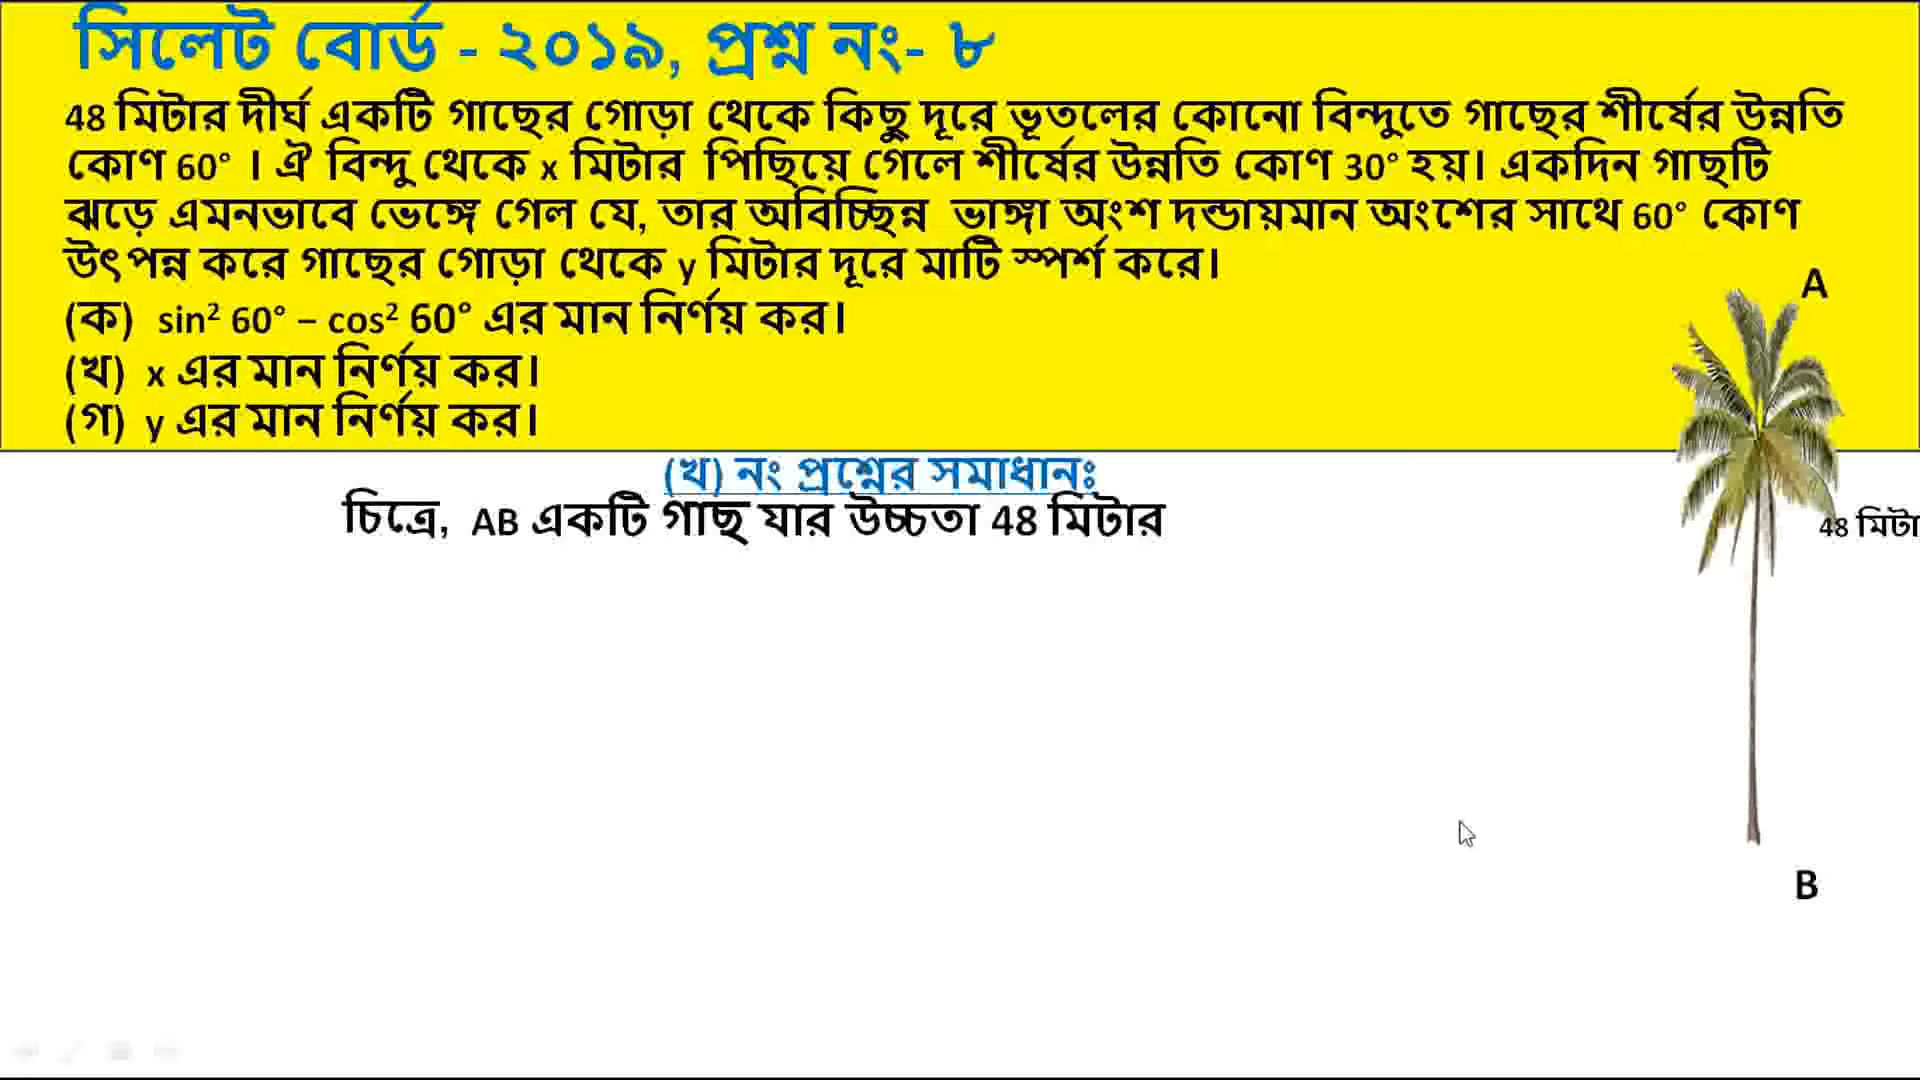 সিলেট বোর্ড - ২০১৯, প্রশ্ন নং- ৮
48 মিটার দীর্ঘ একটি গাছের গোড়া থেকে কিছু দূরে ভূতলের কোনো বিন্দুতে গাছের শীর্ষের উন্নতি
কোণ 60° । ঐ বিন্দু থেকে x মিটার পিছিয়ে গেলে শীর্ষের উন্নতি কোণ 30° হয়। একদিন গাছটি
ঝড়ে এমনভাবে ভেঙ্গে গেল যে, তার অবিচ্ছিন্ন ভাঙ্গা অংশ দন্ডায়মান অংশের সাথে 60° কোণ
উৎপন্ন করে গাছের গোড়া থেকে y মিটার দূরে মাটি স্পর্শ করে।
(ক) sin² 60° – cos² 60° এর মান নির্ণয় কর।
(খ) x এর মান নির্ণয় কর।
(গ) y এর মান নির্ণয় কর।
A
(খ) নং প্রশ্নের সমাধানঃ
চিত্রে, AB একটি গাছ যার উচ্চতা 48 মিটার
48 মিটা
B